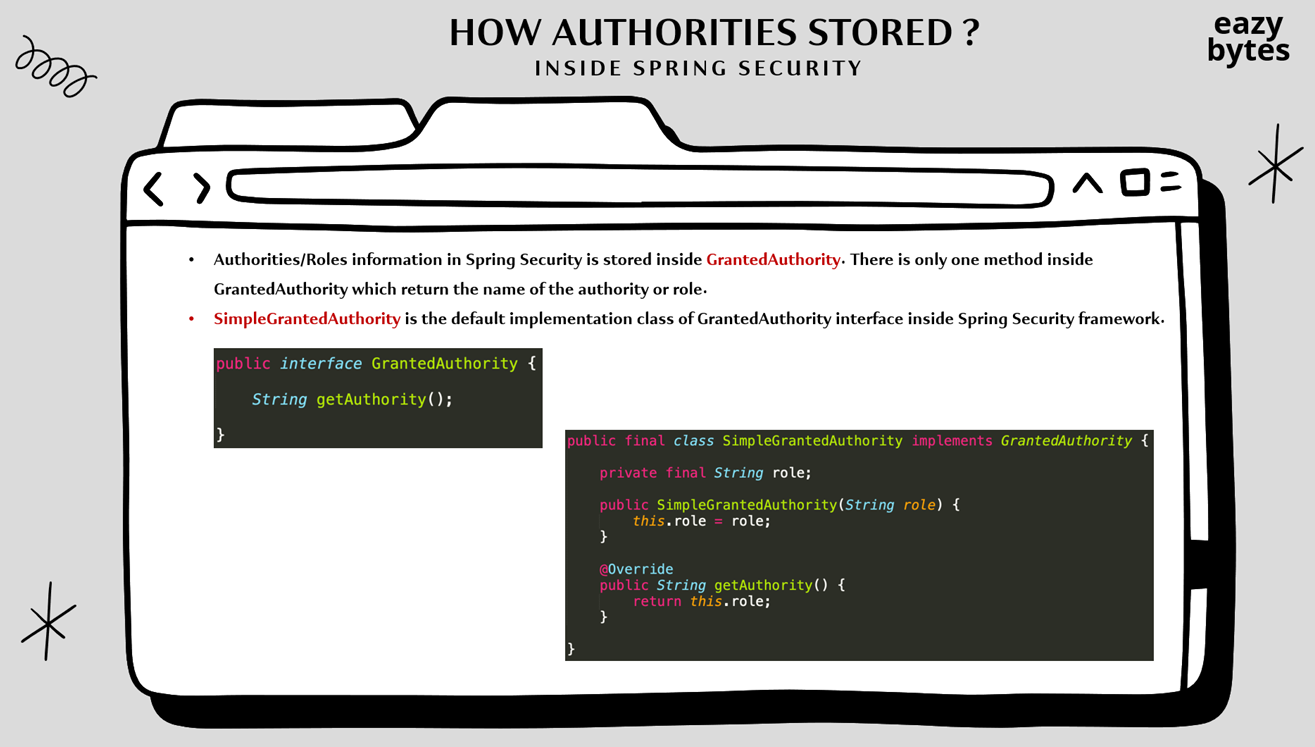 HOW AUTHORITIES STORED ?
INSIDE SPRING SECURITY
eazy
bytes
• Authorities/Roles information in Spring Security is stored inside GrantedAuthority. There is only one method inside
GrantedAuthority which return the name of the authority or role.
• SimpleGrantedAuthority is the default implementation class of GrantedAuthority interface inside Spring Security framework.
public interface GrantedAuthority {
    String getAuthority();
}
public final class SimpleGrantedAuthority implements GrantedAuthority {
    private final String role;
    public SimpleGrantedAuthority(String role) {
        this.role = role;
    }
    @Override
    public String getAuthority() {
        return this.role;
    }
}